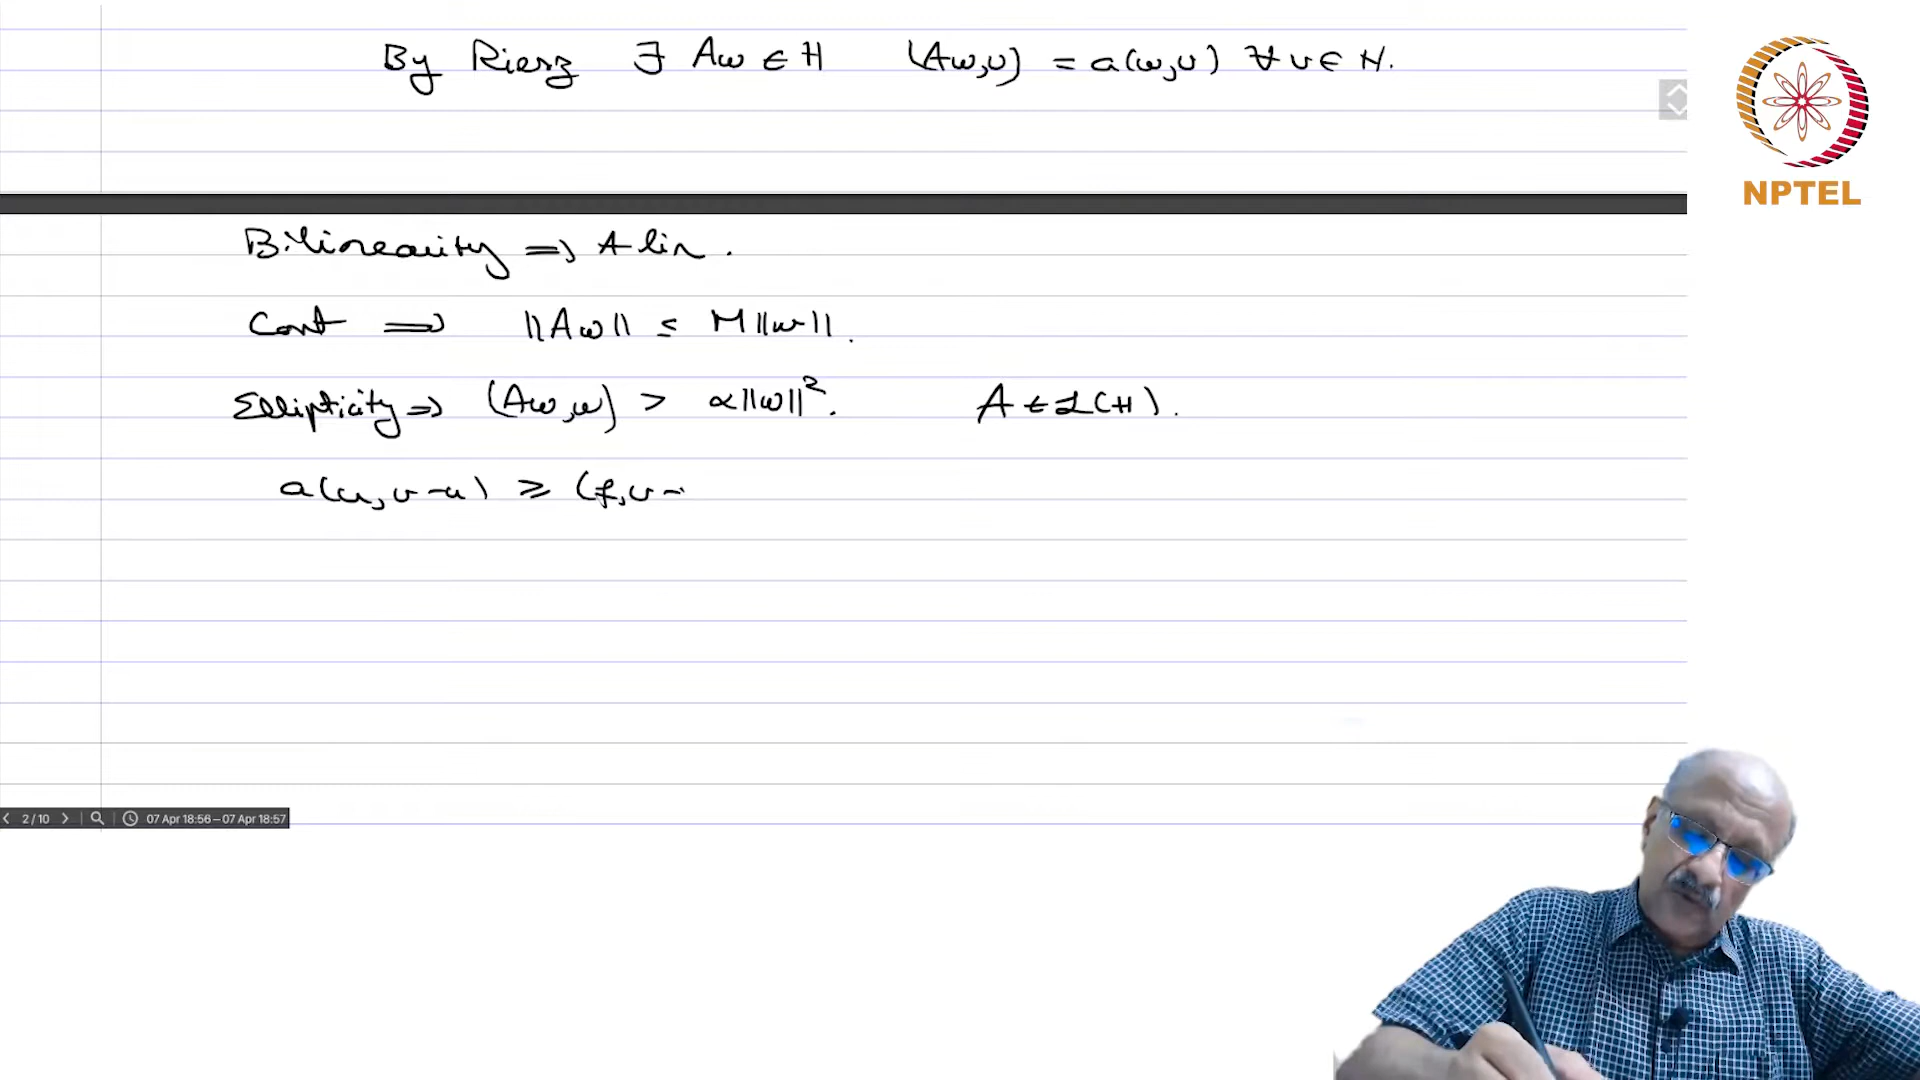 By Riesz ∃ Aw ∈ H (Aw,v) = a(w,v) ∀ v ∈ H.
NPTEL
Bilinearity ⟹ A lin.
Cont ⟹ ||Aw|| ≤ M||w||.
Ellipticity ⟹ (Aw,w) > α||w||². A ∈ L(H).
a(u, v-u) ≥ (f, v-
2/10 07 Apr 18:56 – 07 Apr 18:57